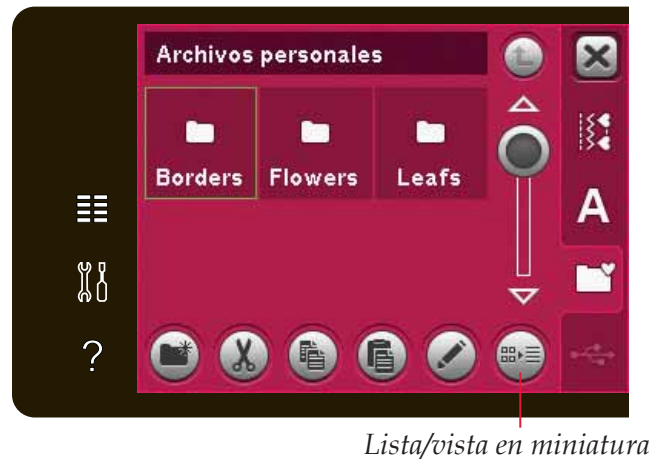 Archivos personales
Borders Flowers Leafs
A
?
Lista/vista en miniatura